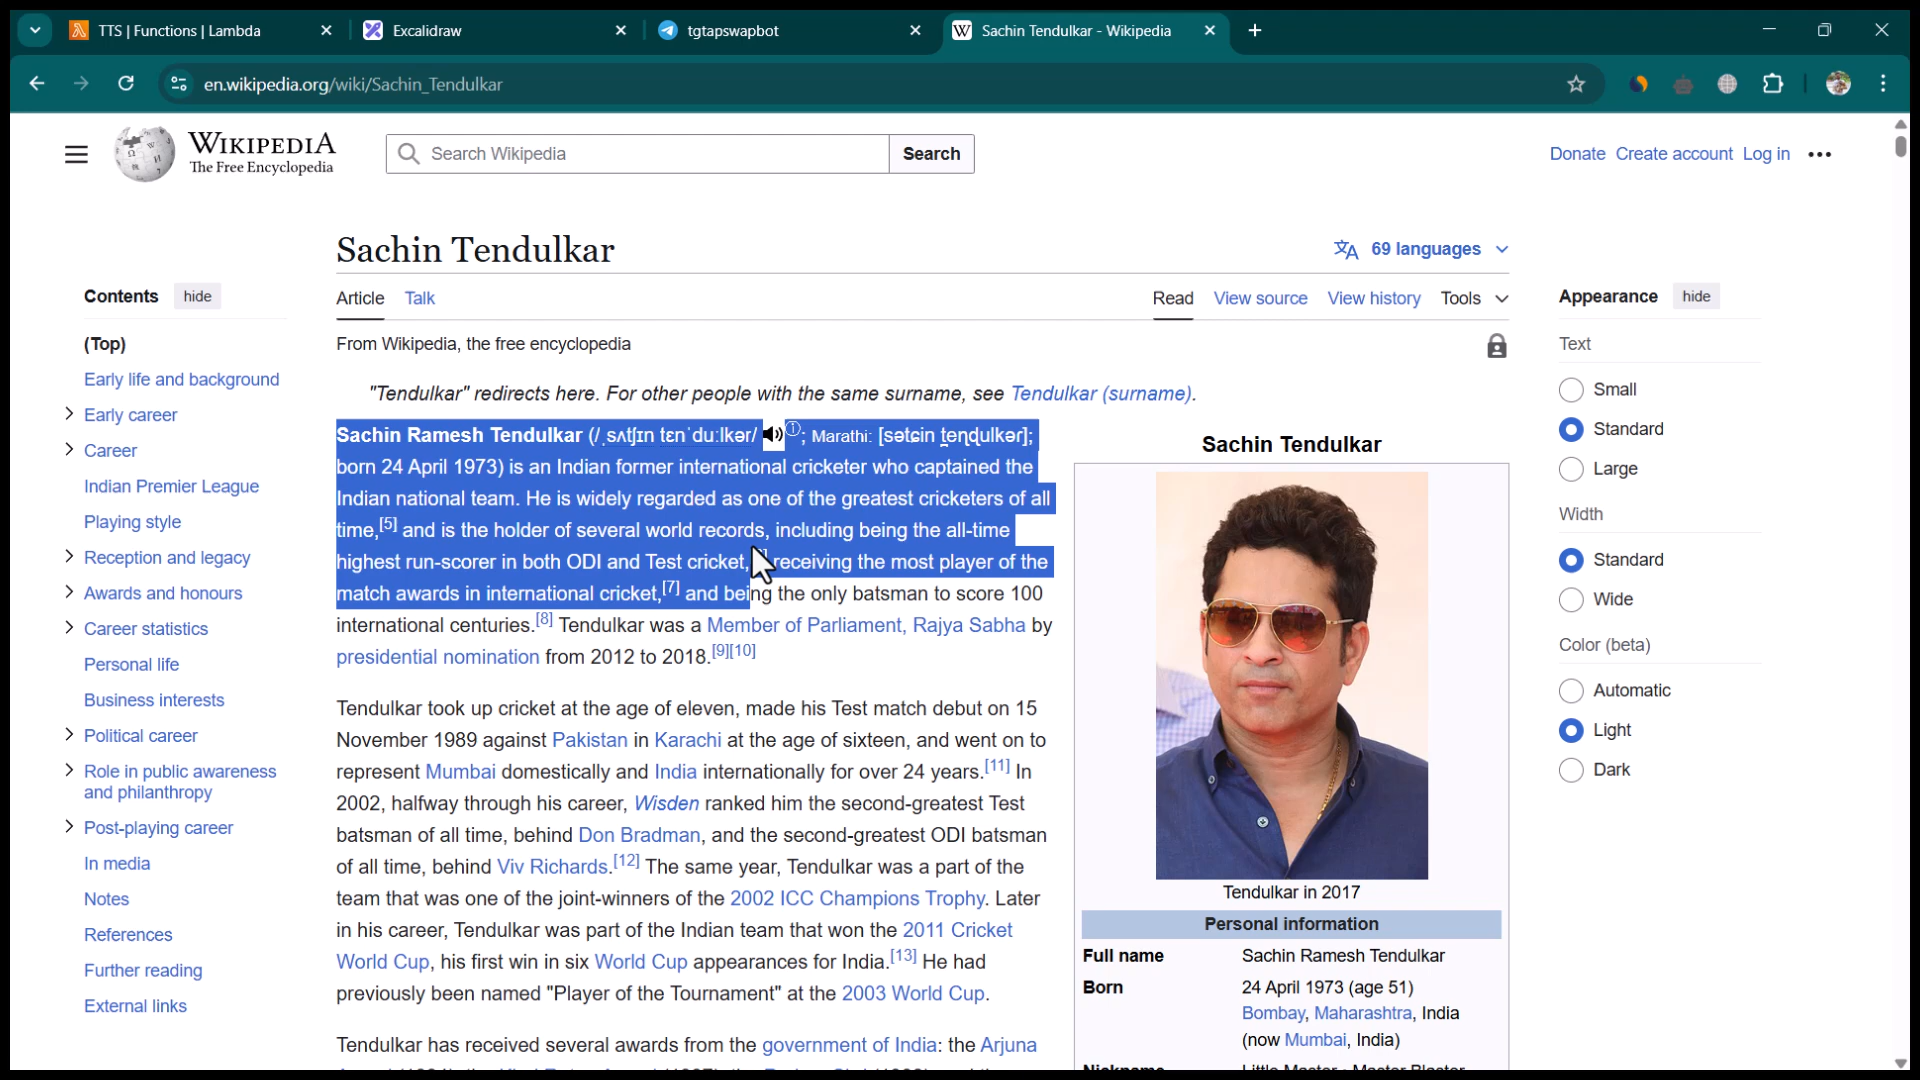 TTS | Functions | Lambda
Excalidraw
tgtapswapbot
Sachin Tendulkar - Wikipedia
en.wikipedia.org/wiki/Sachin_Tendulkar
WIKIPEDIA
The Free Encyclopedia
Search Wikipedia
Search
Donate Create account Log in
Sachin Tendulkar
69 languages
Article Talk
Read View source View history Tools
From Wikipedia, the free encyclopedia
"Tendulkar" redirects here. For other people with the same surname, see Tendulkar (surname).
Contents hide
(Top)
Early life and background
Early career
Career
Indian Premier League
Playing style
Reception and legacy
Awards and honours
Career statistics
Personal life
Business interests
Political career
Role in public awareness
and philanthropy
Post-playing career
In media
Notes
References
Further reading
External links
Sachin Ramesh Tendulkar (/ˌsʌtʃɪn tɛnˈduːlkər/ ⓘ; Marathi: [sətɕin t̪eɳɖulkəɾ];
born 24 April 1973) is an Indian former international cricketer who captained the
Indian national team. He is widely regarded as one of the greatest cricketers of all
time,[5] and is the holder of several world records, including being the all-time
highest run-scorer in both ODI and Test cricket, receiving the most player of the
match awards in international cricket,[7] and being the only batsman to score 100
international centuries.[8] Tendulkar was a Member of Parliament, Rajya Sabha by
presidential nomination from 2012 to 2018.[9][10]
Tendulkar took up cricket at the age of eleven, made his Test match debut on 15
November 1989 against Pakistan in Karachi at the age of sixteen, and went on to
represent Mumbai domestically and India internationally for over 24 years.[11] In
2002, halfway through his career, Wisden ranked him the second-greatest Test
batsman of all time, behind Don Bradman, and the second-greatest ODI batsman
of all time, behind Viv Richards.[12] The same year, Tendulkar was a part of the
team that was one of the joint-winners of the 2002 ICC Champions Trophy. Later
in his career, Tendulkar was part of the Indian team that won the 2011 Cricket
World Cup, his first win in six World Cup appearances for India.[13] He had
previously been named "Player of the Tournament" at the 2003 World Cup.
Tendulkar has received several awards from the government of India: the Arjuna
Sachin Tendulkar
Tendulkar in 2017
Personal information
Full name Sachin Ramesh Tendulkar
Born 24 April 1973 (age 51)
Bombay, Maharashtra, India
(now Mumbai, India)
Appearance hide
Text
Small
Standard
Large
Width
Standard
Wide
Color (beta)
Automatic
Light
Dark